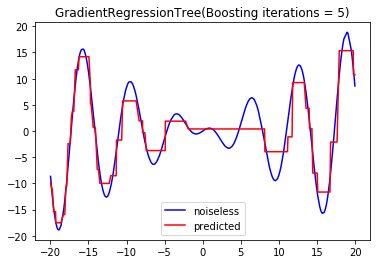 GradientRegressionTree(Boosting iterations = 5)
20
15
10
5
0
−5
−10
−15
−20
noiseless
predicted
−20 −15 −10 −5 0 5 10 15 20